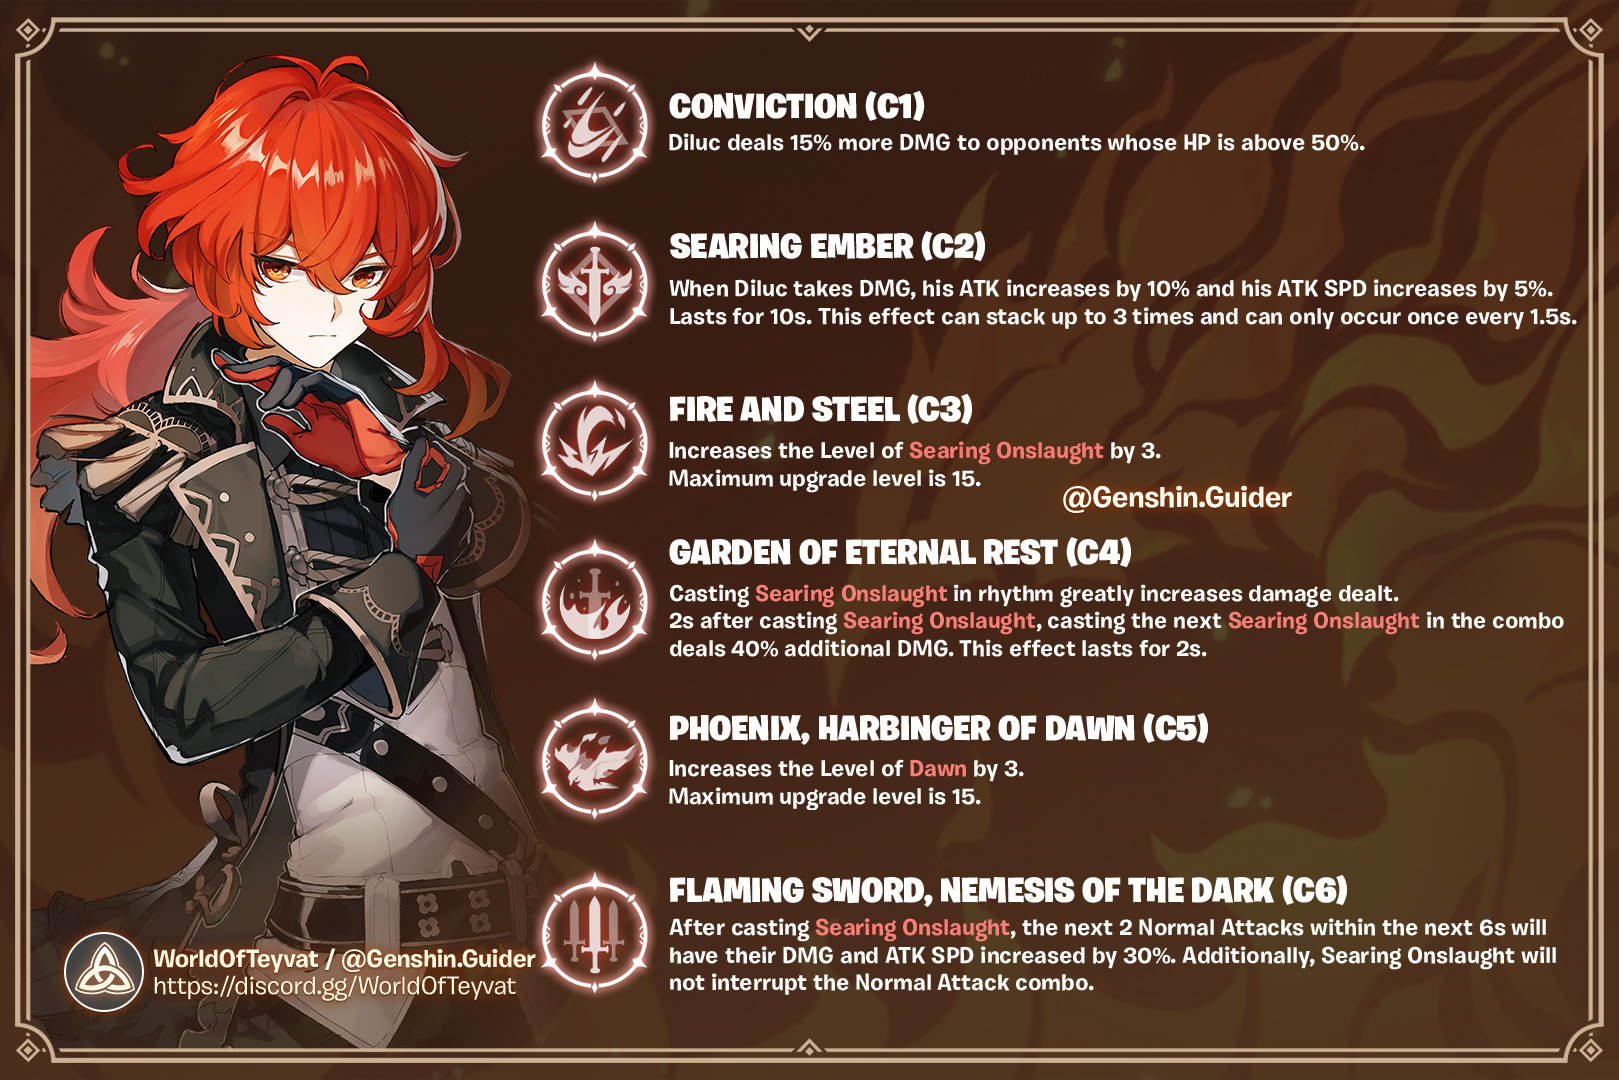 CONVICTION (C1)
Diluc deals 15% more DMG to opponents whose HP is above 50%.
SEARING EMBER (C2)
When Diluc takes DMG, his ATK increases by 10% and his ATK SPD increases by 5%.
Lasts for 10s. This effect can stack up to 3 times and can only occur once every 1.5s.
FIRE AND STEEL (C3)
Increases the Level of Searing Onslaught by 3.
Maximum upgrade level is 15.
@Genshin.Guider
GARDEN OF ETERNAL REST (C4)
Casting Searing Onslaught in rhythm greatly increases damage dealt.
2s after casting Searing Onslaught, casting the next Searing Onslaught in the combo
deals 40% additional DMG. This effect lasts for 2s.
PHOENIX, HARBINGER OF DAWN (C5)
Increases the Level of Dawn by 3.
Maximum upgrade level is 15.
FLAMING SWORD, NEMESIS OF THE DARK (C6)
After casting Searing Onslaught, the next 2 Normal Attacks within the next 6s will
have their DMG and ATK SPD increased by 30%. Additionally, Searing Onslaught will
not interrupt the Normal Attack combo.
WorldOfTeyvat / @Genshin.Guider
https://discord.gg/WorldOfTeyvat